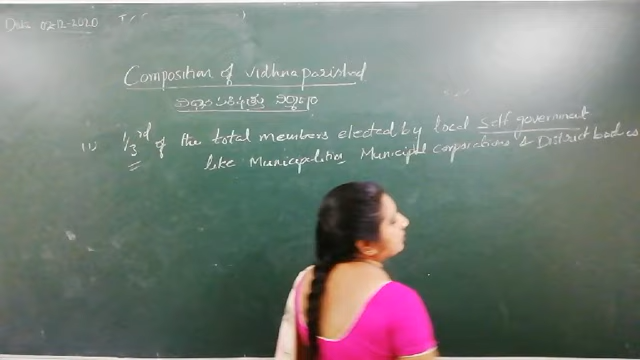 Date 02-12-2020
Composition of Vidhnaparishad
1) 1/3rd of the total members elected by local self government
like Municipalities, Municipal corporations & District bodies